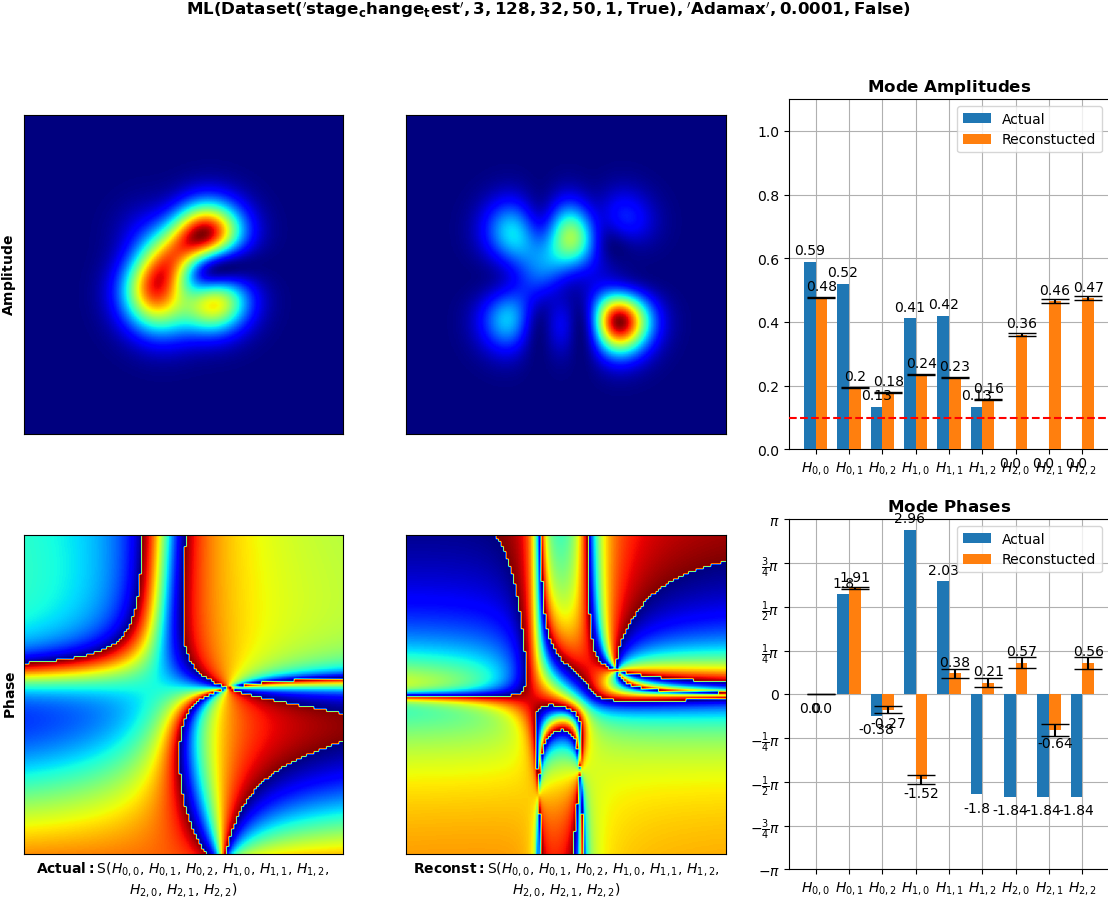 ML(Dataset('stage_change_test', 3, 128, 32, 50, 1, True), 'Adamax', 0.0001, False)
Amplitude
Mode Amplitudes
Actual
Reconstucted
1.0
0.8
0.6
0.4
0.2
0.0
0.59
0.48
0.52
0.2
0.13
0.18
0.41
0.24
0.42
0.23
0.13
0.16
0.0
0.36
0.0
0.46
0.0
0.47
H0,0 H0,1 H0,2 H1,0 H1,1 H1,2 H2,0 H2,1 H2,2
Phase
Actual: S(H0,0, H0,1, H0,2, H1,0, H1,1, H1,2,
H2,0, H2,1, H2,2)
Reconst: S(H0,0, H0,1, H0,2, H1,0, H1,1, H1,2,
H2,0, H2,1, H2,2)
Mode Phases
Actual
Reconstucted
π
3/4π
1/2π
1/4π
0
−1/4π
−1/2π
−3/4π
−π
0.0
0.0
1.8
1.91
-0.38
-0.27
2.96
-1.52
2.03
0.38
-1.8
0.21
-1.84
0.57
-1.84
-0.64
-1.84
0.56
H0,0 H0,1 H0,2 H1,0 H1,1 H1,2 H2,0 H2,1 H2,2